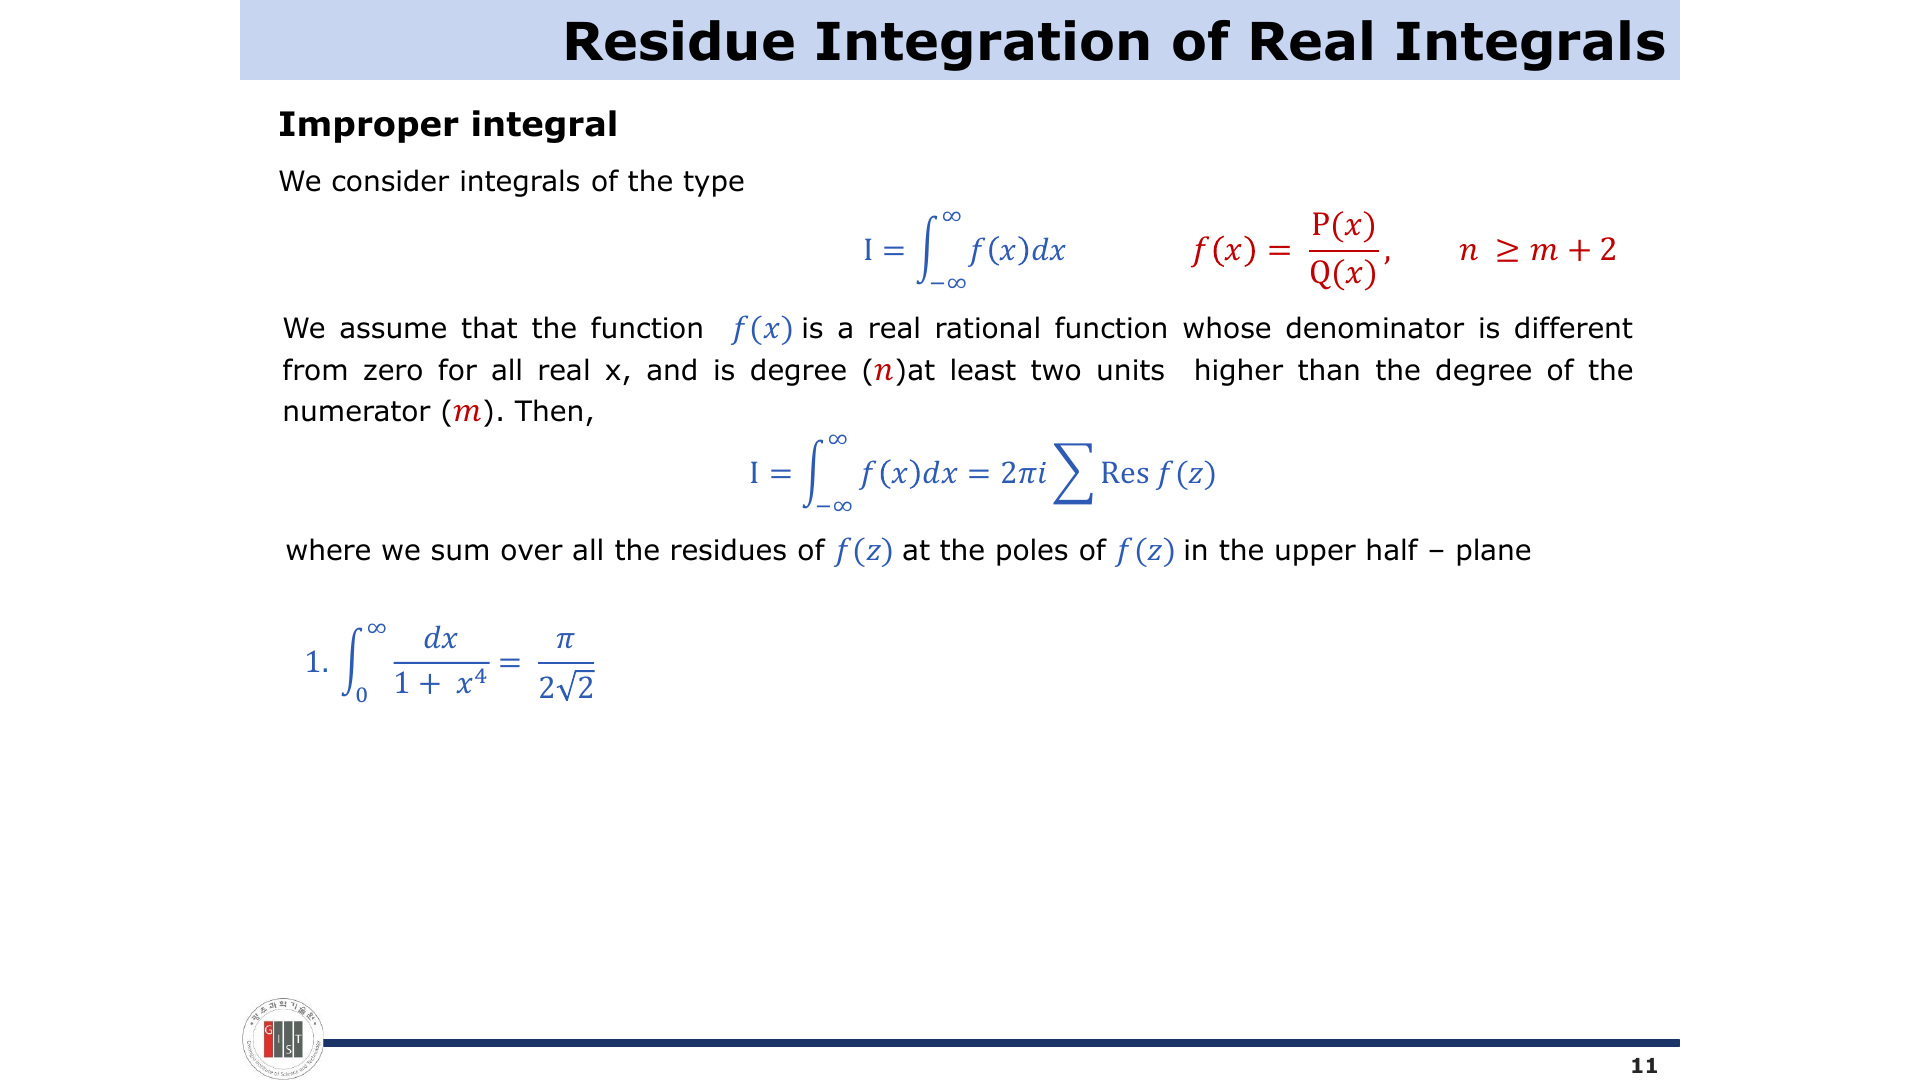 Residue Integration of Real Integrals
Improper integral
We consider integrals of the type
I = ∫_{−∞}^{∞} f(x)dx    f(x) = P(x)/Q(x),    n ≥ m + 2
We assume that the function f(x) is a real rational function whose denominator is different
from zero for all real x, and is degree (n)at least two units higher than the degree of the
numerator (m). Then,
I = ∫_{−∞}^{∞} f(x)dx = 2πi ∑ Res f(z)
where we sum over all the residues of f(z) at the poles of f(z) in the upper half – plane
1. ∫_{0}^{∞} dx/(1 + x⁴) = π/(2√2)
GIST
11